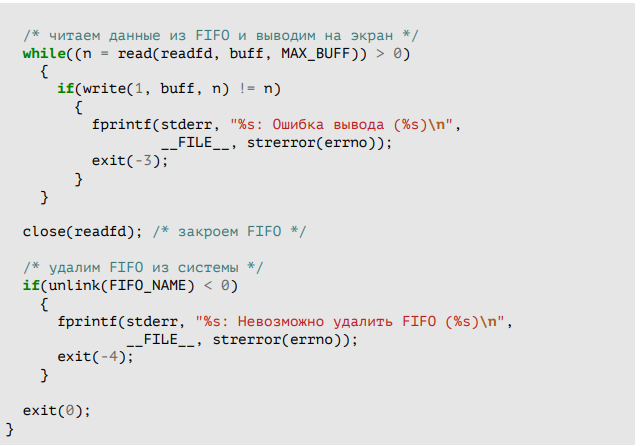 /* читаем данные из FIFO и выводим на экран */
while((n = read(readfd, buff, MAX_BUFF)) > 0)
{
if(write(1, buff, n) != n)
{
fprintf(stderr, "%s: Ошибка вывода (%s)\n",
__FILE__, strerror(errno));
exit(-3);
}
}
close(readfd); /* закроем FIFO */
/* удалим FIFO из системы */
if(unlink(FIFO_NAME) < 0)
{
fprintf(stderr, "%s: Невозможно удалить FIFO (%s)\n",
__FILE__, strerror(errno));
exit(-4);
}
exit(0);
}